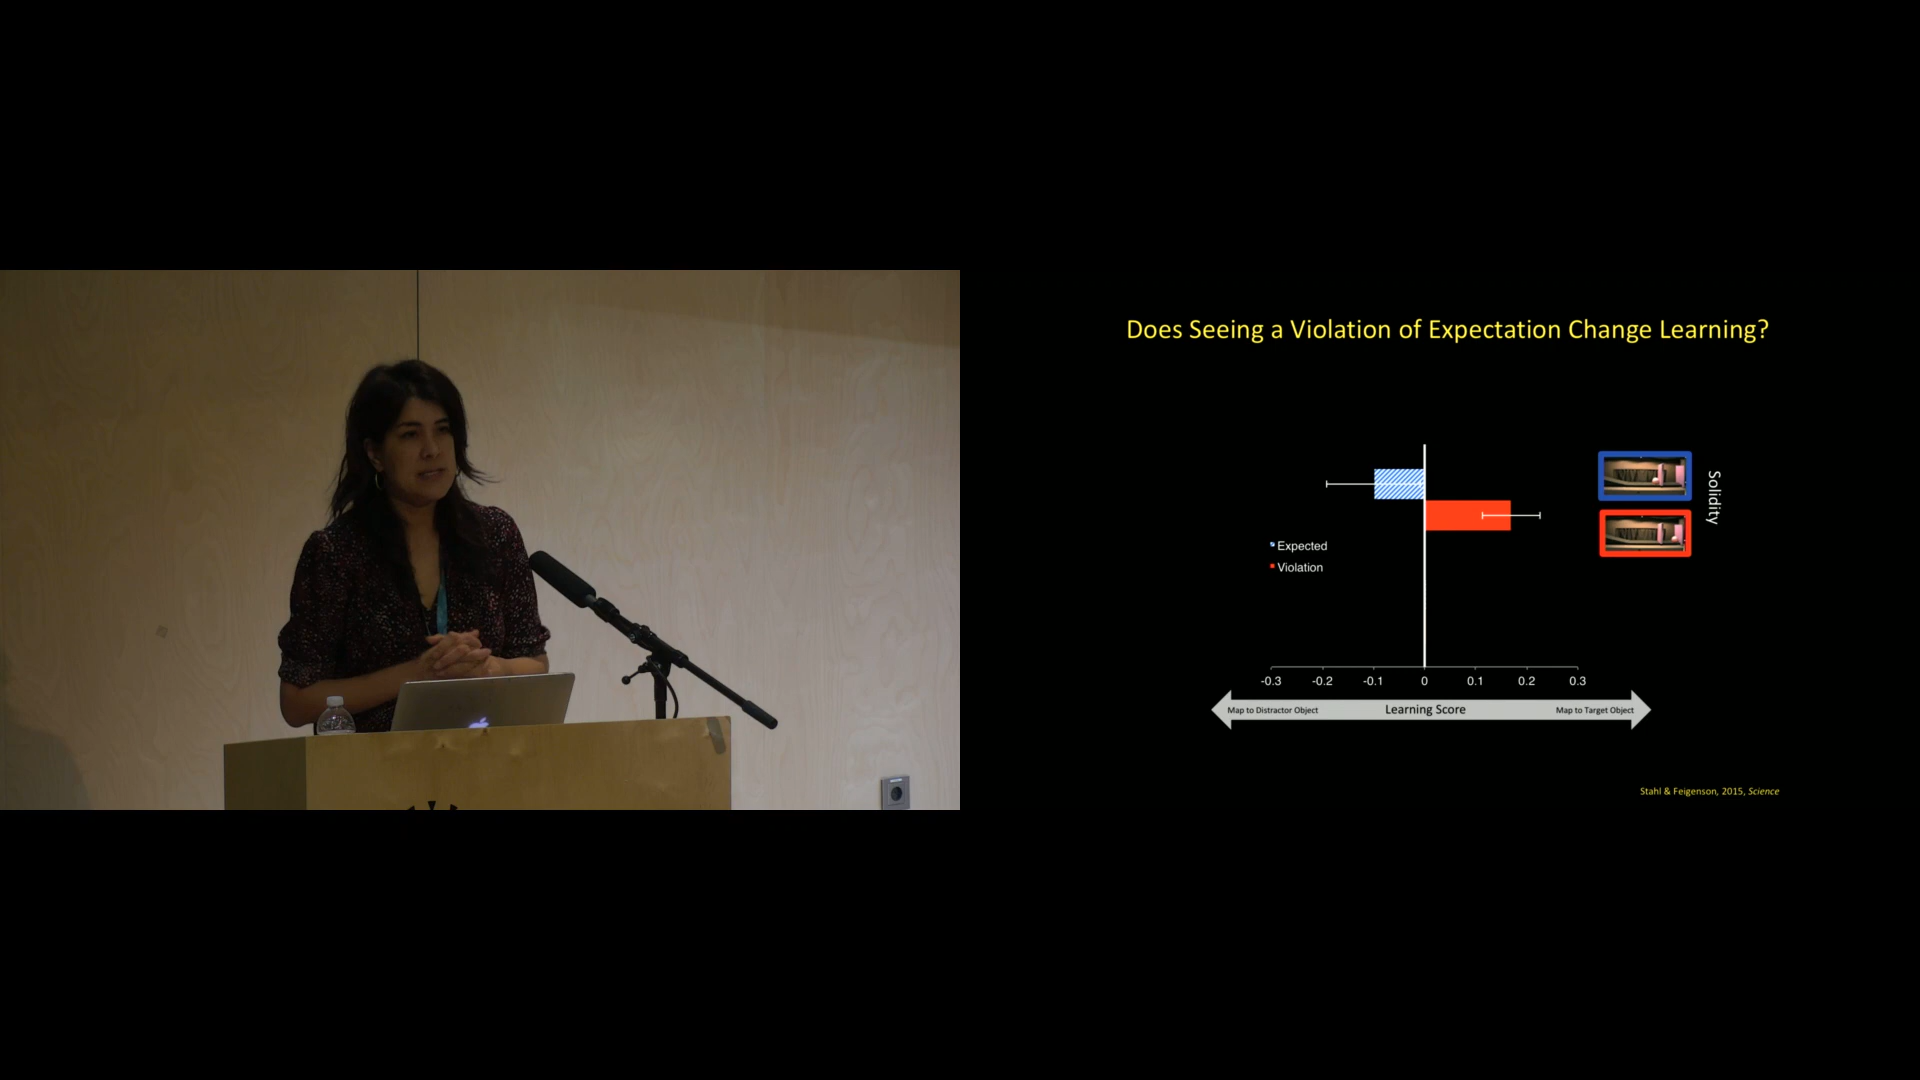 Does Seeing a Violation of Expectation Change Learning?
Solidity
Expected
Violation
-0.3 -0.2 -0.1 0 0.1 0.2 0.3
Map to Distractor Object Learning Score Map to Target Object
Stahl & Feigenson, 2015, Science